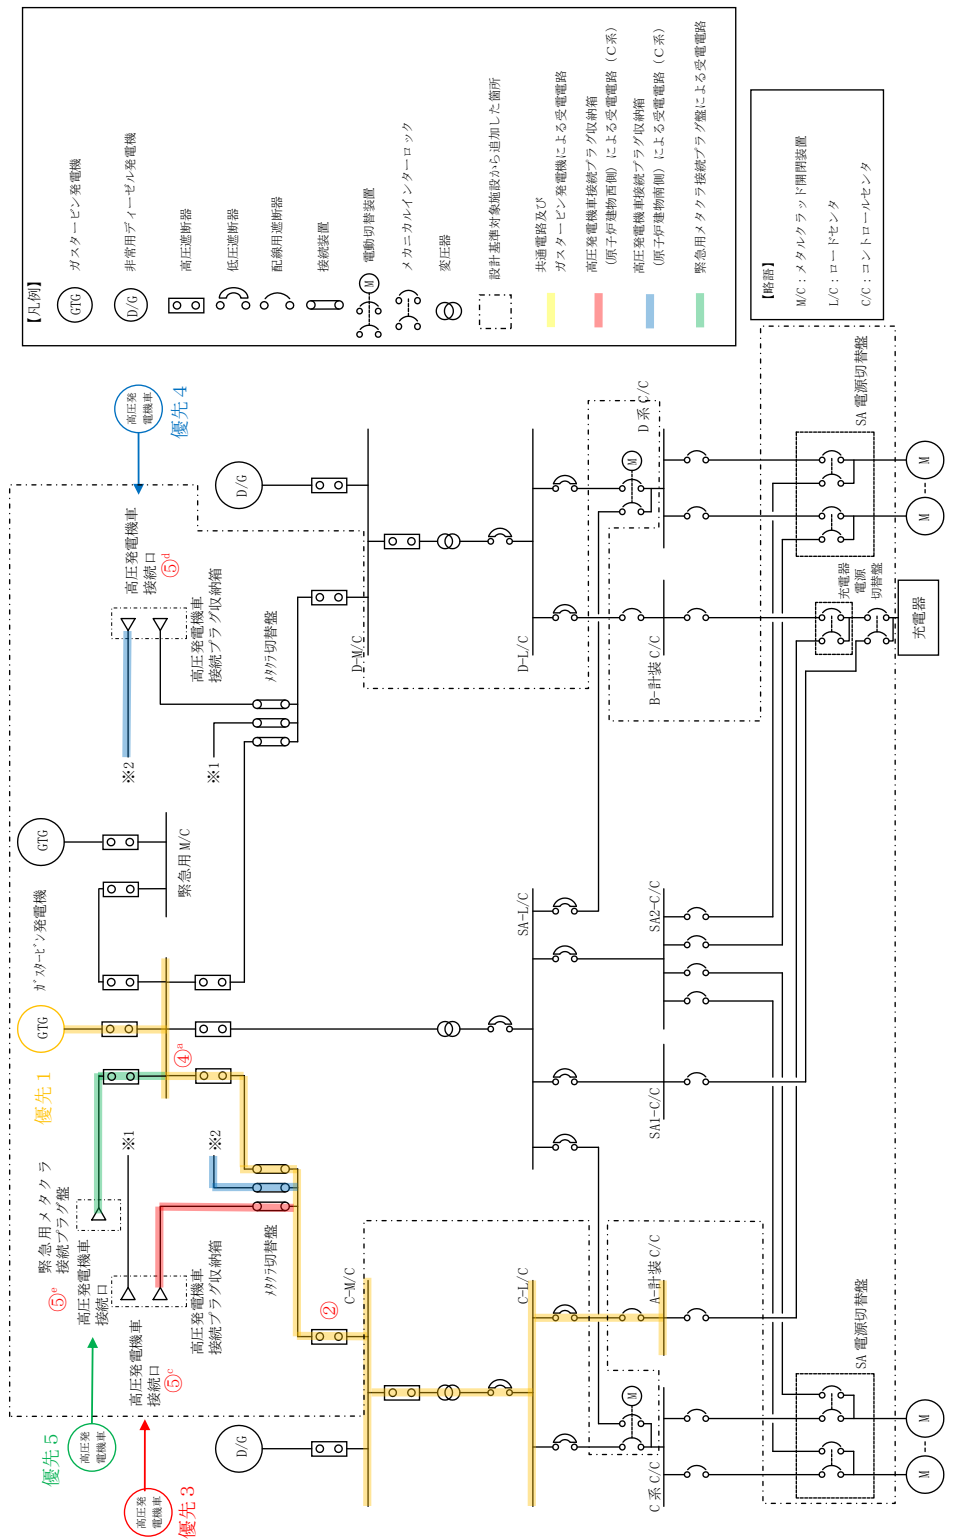 【凡例】
GTG
ガスタービン発電機
D/G
非常用ディーゼル発電機
高圧遮断器
低圧遮断器
配線用遮断器
接続装置
M
電動切替装置
メカニカルインターロック
変圧器
設計基準対象施設から追加した箇所
共通電路及び
ガスタービン発電機による受電電路
高圧発電機車接続プラグ収納箱
(原子炉建物西側)による受電電路(C系)
高圧発電機車接続プラグ収納箱
(原子炉建物南側)による受電電路(C系)
緊急用メタクラ接続プラグ盤による受電電路
【略語】
M/C:メタルクラッド開閉装置
L/C:ロードセンタ
C/C:コントロールセンタ
優先5
高圧発
電機車
優先3
高圧発
電機車
優先1
GTG
ガスタービン発電機
GTG
優先4
高圧発
電機車
緊急用メタクラ
接続プラグ盤
⑤e
高圧発電機車
接続口
高圧発電機車
接続口
⑤c
高圧発電機車
接続プラグ収納箱
※1
※2
④a
緊急用M/C
※2
※1
高圧発電機車
接続口
⑤d
高圧発電機車
接続プラグ収納箱
メタクラ切替盤
メタクラ切替盤
D/G
②
C-M/C
D-M/C
D/G
C-L/C
SA-L/C
D-L/C
M
C系C/C
A-計装C/C
SA1-C/C
SA2-C/C
B-計装C/C
M
D系C/C
SA電源切替盤
充電器
電源
切替盤
SA電源切替盤
M
M
充電器
M
M